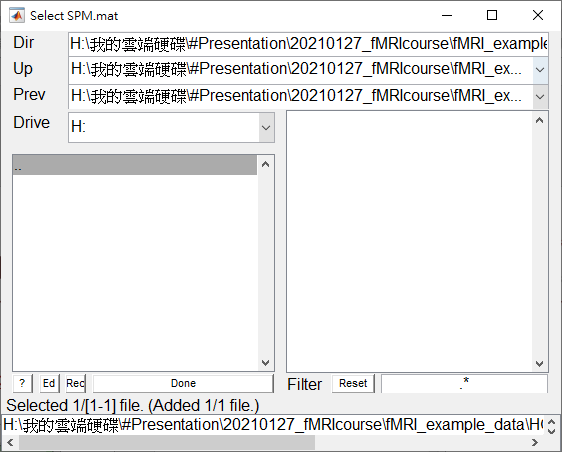 Select SPM.mat
Dir H:\我的雲端硬碟\#Presentation\20210127_fMRIcourse\fMRI_example
Up H:\我的雲端硬碟\#Presentation\20210127_fMRIcourse\fMRI_ex...
Prev H:\我的雲端硬碟\#Presentation\20210127_fMRIcourse\fMRI_ex...
Drive H:
..
? Ed Rec Done Filter Reset .*
Selected 1/[1-1] file. (Added 1/1 file.)
H:\我的雲端硬碟\#Presentation\20210127_fMRIcourse\fMRI_example_data\HC